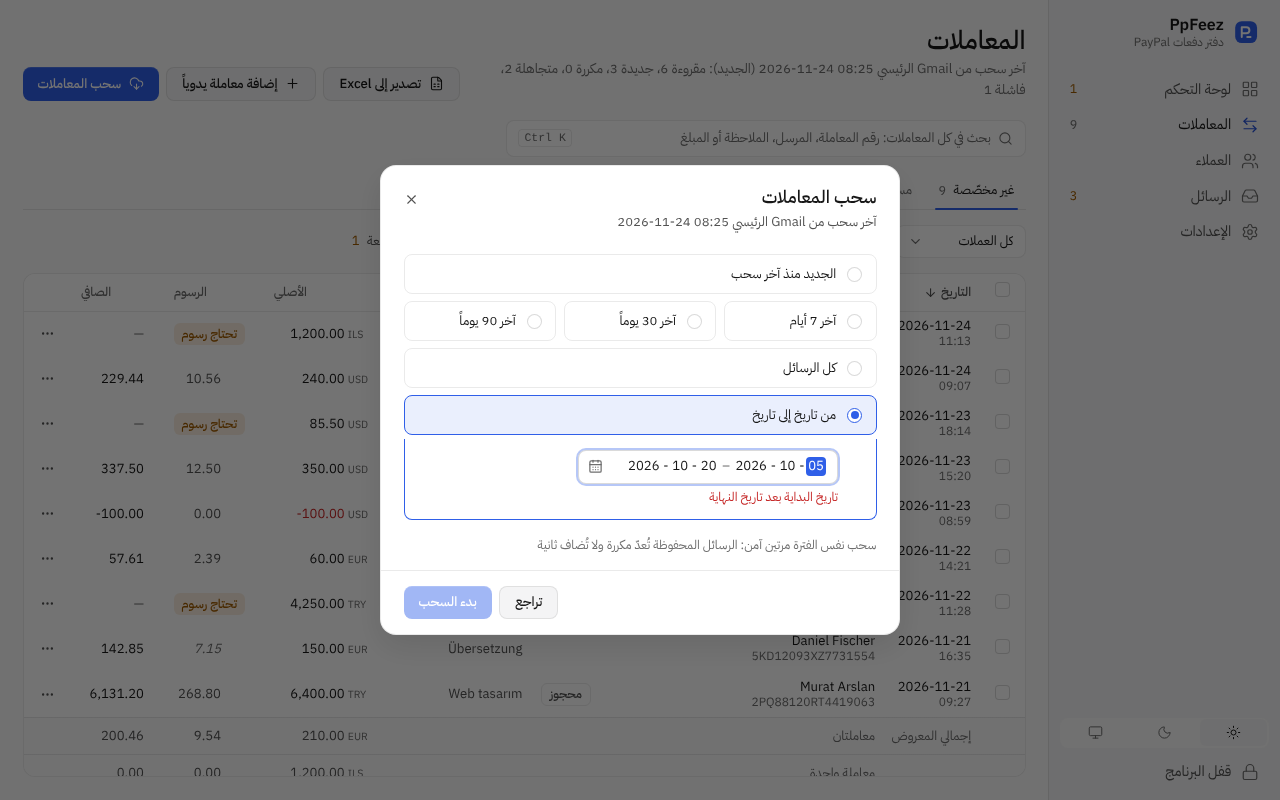 PpFeez
دفتر دفعات PayPal
لوحة التحكم 1
المعاملات 9
العملاء
الرسائل 3
الإعدادات
قفل البرنامج
المعاملات
آخر سحب من Gmail الرئيسي 2026-11-24 08:25 (الجديد): مقروءة 6، جديدة 3، مكررة 0، متجاهلة 2،
فاشلة 1
تصدير إلى Excel
إضافة معاملة يدوياً
سحب المعاملات
بحث في كل المعاملات: رقم المعاملة، المرسل، الملاحظة أو المبلغ
Ctrl K
غير مخصّصة 9
كل العملات
1
سحب المعاملات
آخر سحب من Gmail الرئيسي 2026-11-24 08:25
الجديد منذ آخر سحب
آخر 7 أيام
آخر 30 يوماً
آخر 90 يوماً
كل الرسائل
من تاريخ إلى تاريخ
2026 - 10 - 20 – 2026 - 10 - 05
تاريخ البداية بعد تاريخ النهاية
سحب نفس الفترة مرتين آمن: الرسائل المحفوظة تُعدّ مكررة ولا تُضاف ثانية
تراجع
بدء السحب
التاريخ ↓ الأصلي الرسوم الصافي
2026-11-24 1,200.00 ILS تحتاج رسوم —
11:13
2026-11-24 240.00 USD 10.56 229.44
09:07
2026-11-23 85.50 USD تحتاج رسوم —
18:14
2026-11-23 350.00 USD 12.50 337.50
15:20
2026-11-23 -100.00 USD 0.00 -100.00
08:59
2026-11-22 60.00 EUR 2.39 57.61
14:21
2026-11-22 4,250.00 TRY تحتاج رسوم —
11:28
2026-11-21 Daniel Fischer Übersetzung 150.00 EUR 7.15 142.85
16:35 5KD12093XZ7731554
2026-11-21 Murat Arslan محجوز Web tasarım 6,400.00 TRY 268.80 6,131.20
09:27 2PQ88120RT4419063
إجمالي المعروض معاملتان 210.00 EUR 9.54 200.46
معاملة واحدة 1,200.00 ILS 0.00 0.00